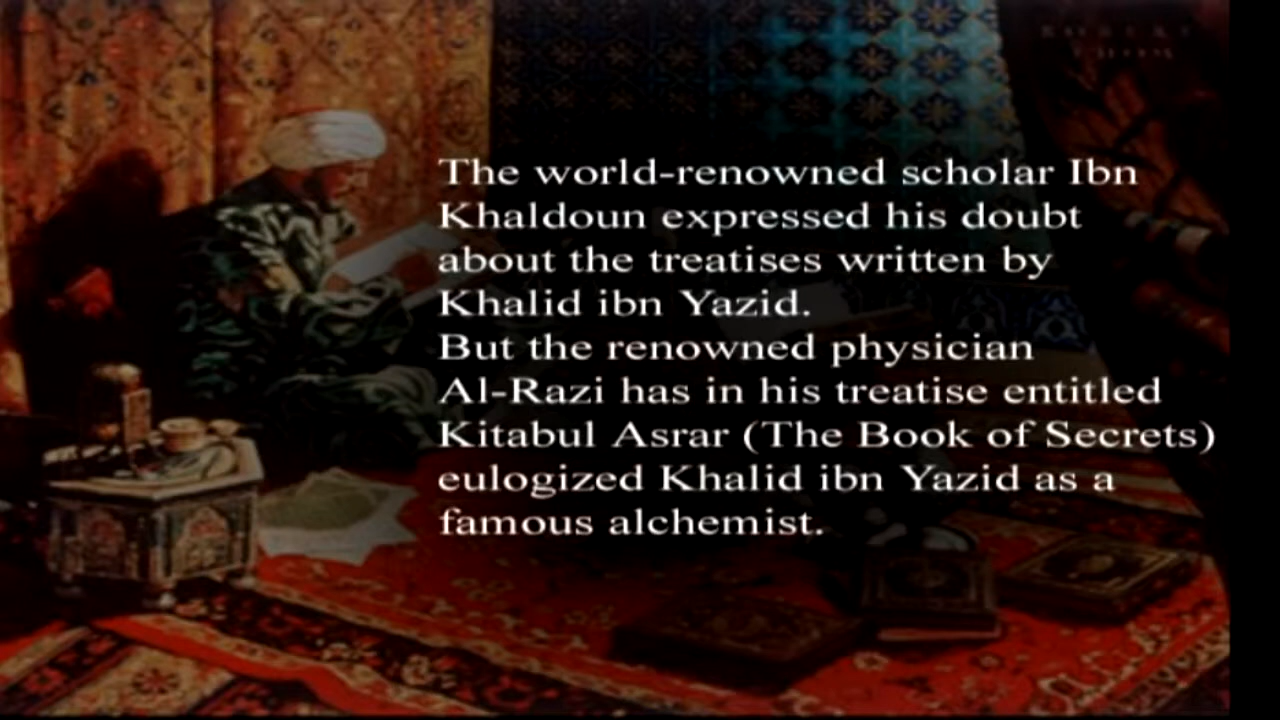 The world-renowned scholar Ibn
Khaldoun expressed his doubt
about the treatises written by
Khalid ibn Yazid.
But the renowned physician
Al-Razi has in his treatise entitled
Kitabul Asrar (The Book of Secrets)
eulogized Khalid ibn Yazid as a
famous alchemist.